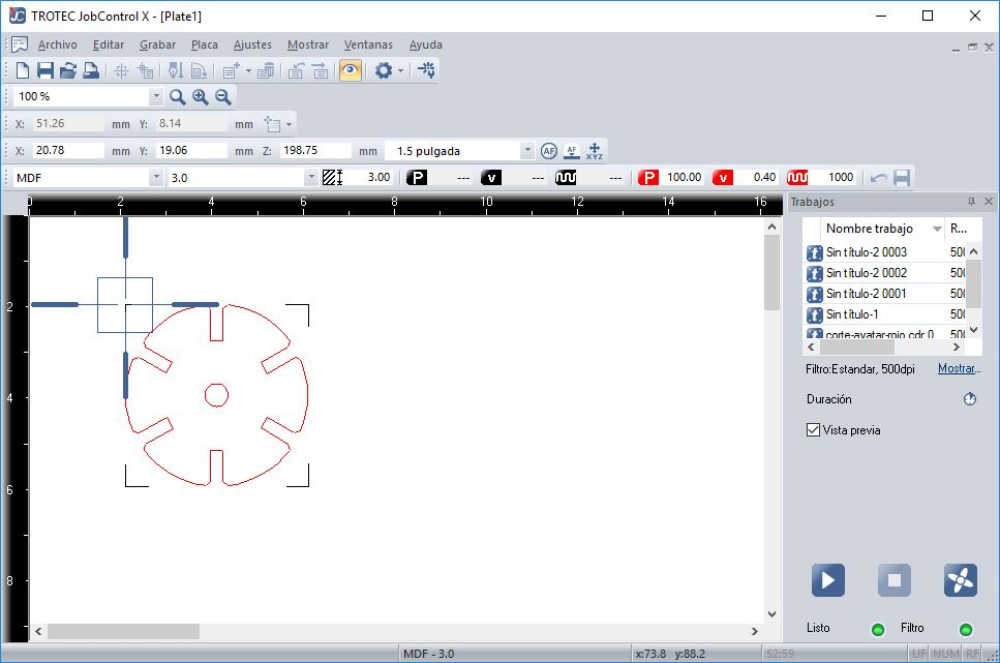 TROTEC JobControl X - [Plate1]
Archivo Editar Grabar Placa Ajustes Mostrar Ventanas Ayuda
100 %
X: 51.26 mm Y: 8.14 mm
X: 20.78 mm Y: 19.06 mm Z: 198.75 mm 1.5 pulgada AF AF XYZ
MDF 3.0 3.00 P --- v --- --- P 100.00 v 0.40 1000
0 2 4 6 8 10 12 14 16
2
4
6
8
Trabajos
Nombre trabajo R...
Sin título-2 0003 500
Sin título-2 0002 500
Sin título-2 0001 500
Sin título-1 500
corte-avatar-mio.cdr 0 500
Filtro:Estandar, 500dpi Mostrar...
Duración
Vista previa
Listo Filtro
MDF - 3.0 x:73.8 y:88.2 52:59 UF NUM RF